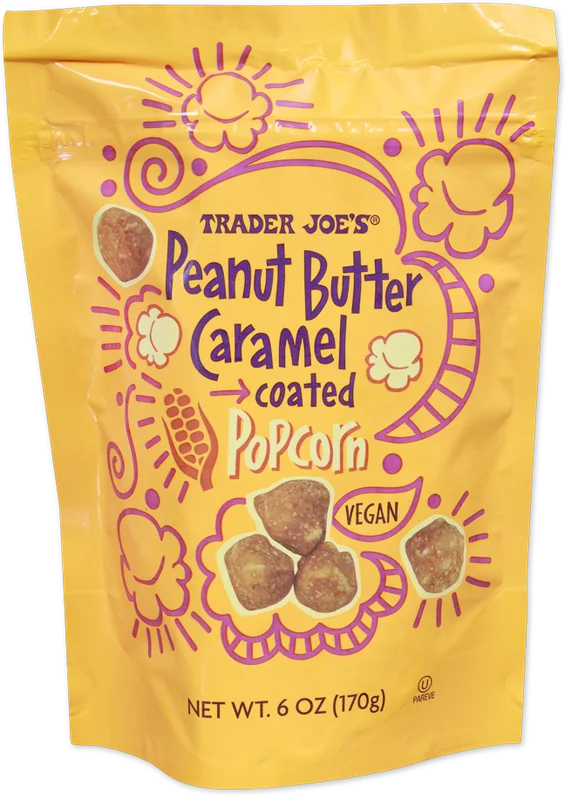 TRADER JOE'S®
Peanut Butter
Caramel
→ coated
POPCorn
VEGAN
NET WT. 6 OZ (170g)
U
PAREVE